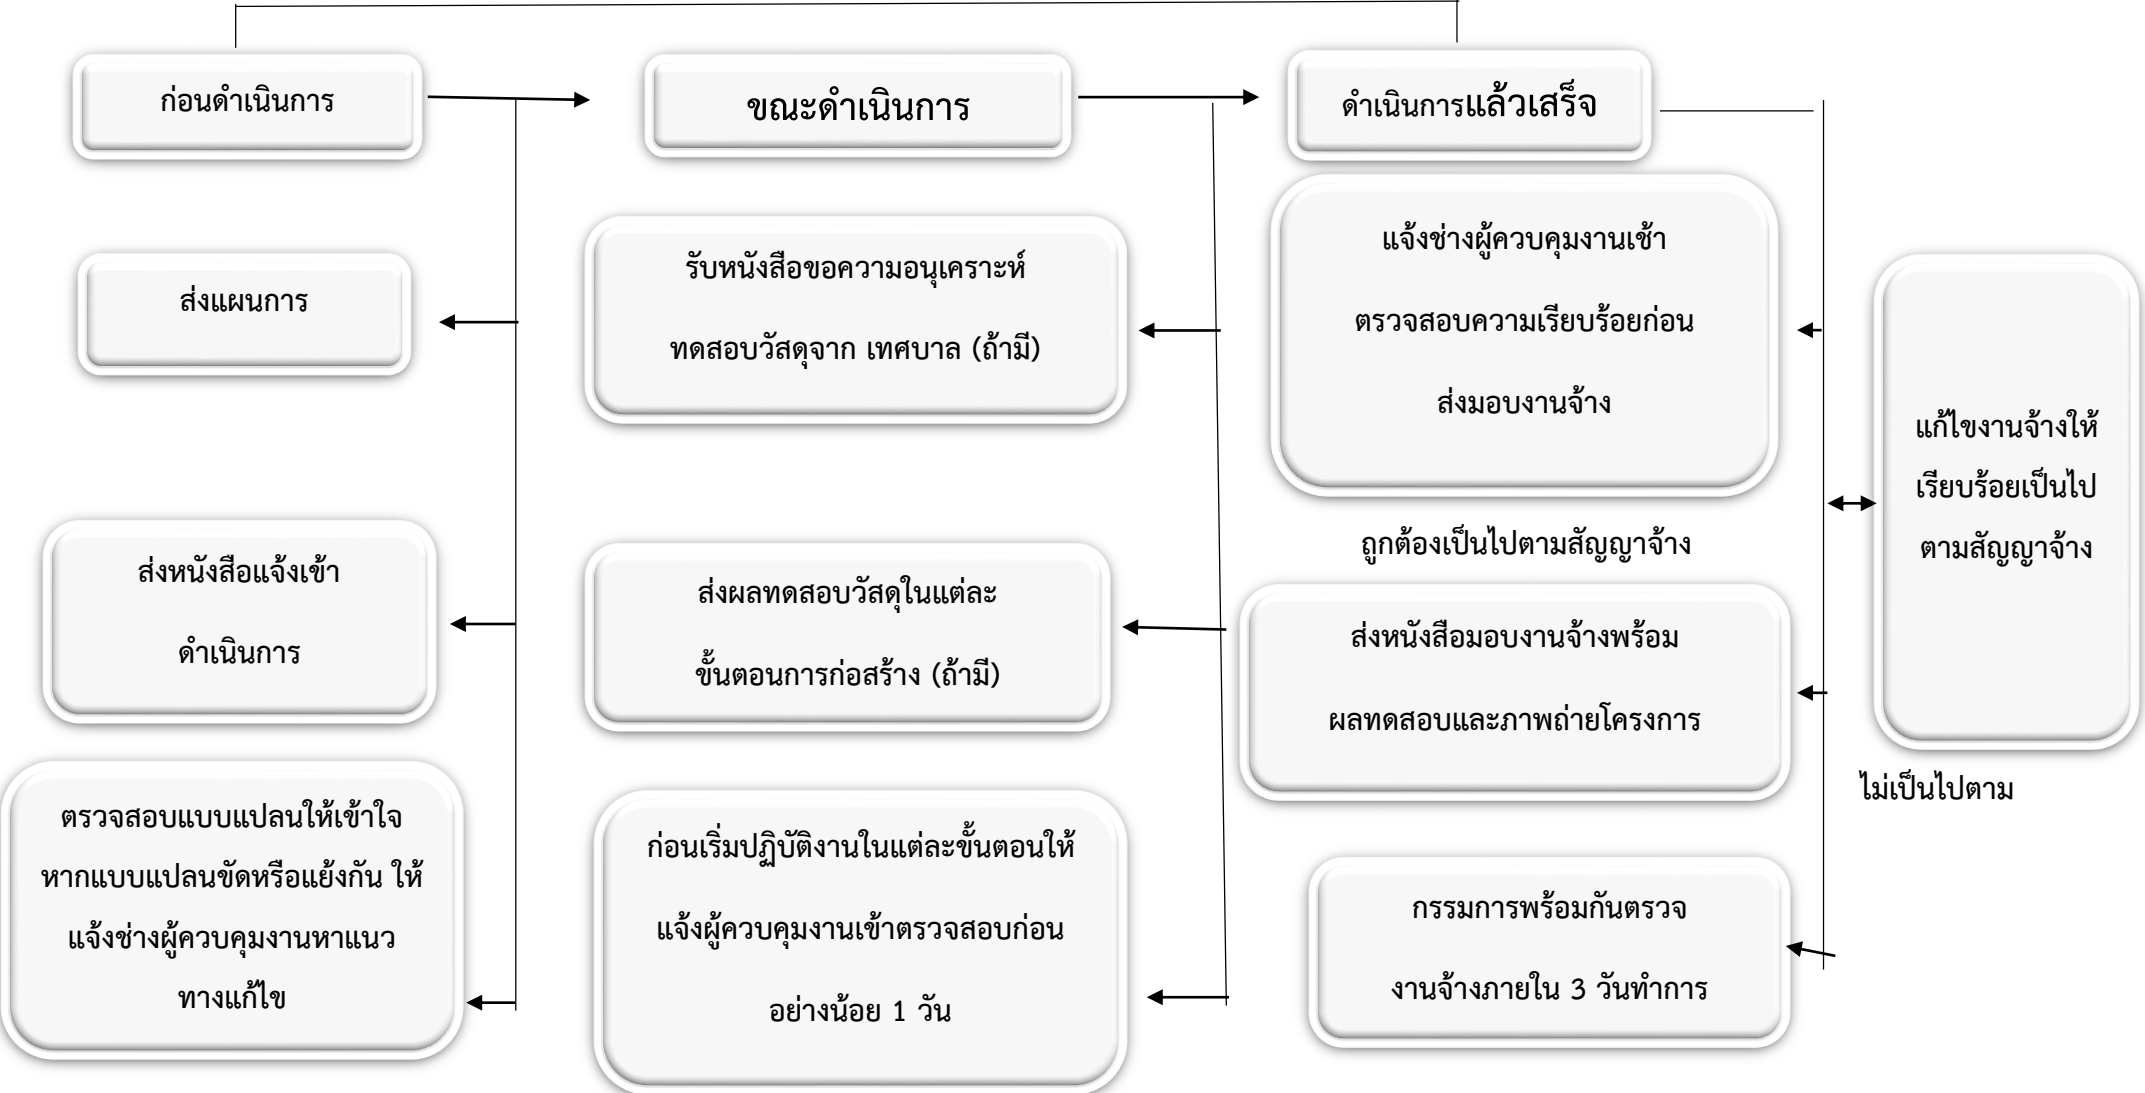 ก่อนดำเนินการ
ส่งแผนการ
ส่งหนังสือแจ้งเข้า
ดำเนินการ
ตรวจสอบแบบแปลนให้เข้าใจ
หากแบบแปลนขัดหรือแย้งกัน ให้
แจ้งช่างผู้ควบคุมงานหาแนว
ทางแก้ไข
ขณะดำเนินการ
รับหนังสือขอความอนุเคราะห์
ทดสอบวัสดุจาก เทศบาล (ถ้ามี)
ส่งผลทดสอบวัสดุในแต่ละ
ขั้นตอนการก่อสร้าง (ถ้ามี)
ก่อนเริ่มปฏิบัติงานในแต่ละขั้นตอนให้
แจ้งผู้ควบคุมงานเข้าตรวจสอบก่อน
อย่างน้อย 1 วัน
ดำเนินการแล้วเสร็จ
แจ้งช่างผู้ควบคุมงานเช้า
ตรวจสอบความเรียบร้อยก่อน
ส่งมอบงานจ้าง
ถูกต้องเป็นไปตามสัญญาจ้าง
ส่งหนังสือมอบงานจ้างพร้อม
ผลทดสอบและภาพถ่ายโครงการ
กรรมการพร้อมกันตรวจ
งานจ้างภายใน 3 วันทำการ
แก้ไขงานจ้างให้
เรียบร้อยเป็นไป
ตามสัญญาจ้าง
ไม่เป็นไปตาม